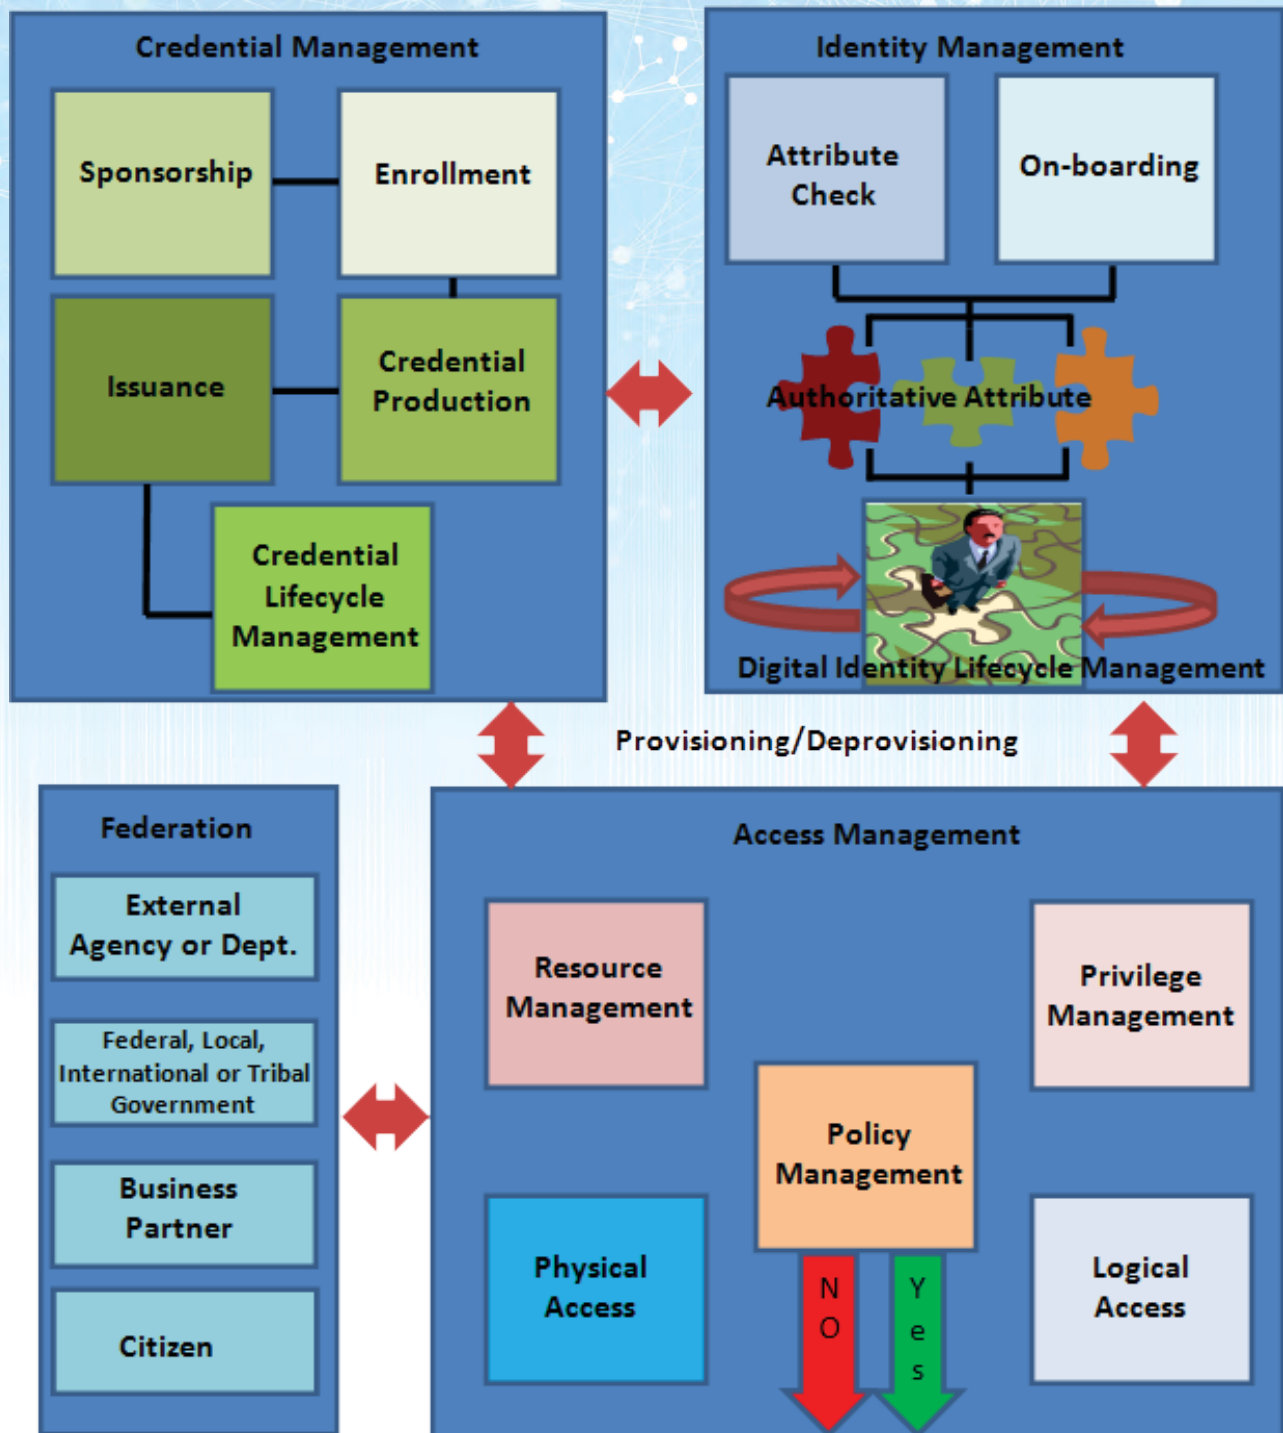 Credential Management
Sponsorship
Enrollment
Issuance
Credential
Production
Credential
Lifecycle
Management
Identity Management
Attribute
Check
On-boarding
Authoritative Attribute
Digital Identity Lifecycle Management
Provisioning/Deprovisioning
Federation
External
Agency or Dept.
Federal, Local,
International or Tribal
Government
Business
Partner
Citizen
Access Management
Resource
Management
Privilege
Management
Policy
Management
Physical
Access
NO
Yes
Logical
Access